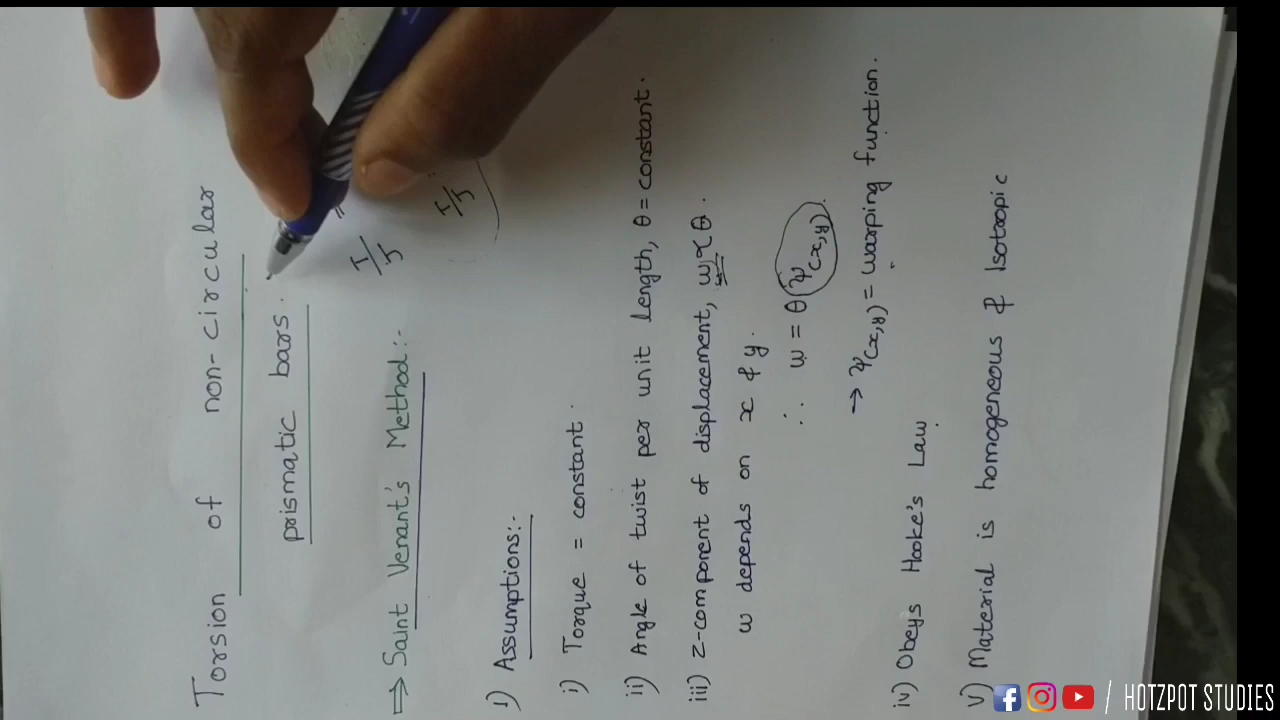 Torsion of non-circular
prismatic bars.
T/J =
T/J
⇒ Saint Venant's Method:-
1) Assumptions:-
i) Torque = constant.
ii) Angle of twist per unit length, θ = constant.
iii) Z-component of displacement, w ∝ θ.
w depends on x & y.
∴ w = θ(ψ(x,y)).
→ ψ(x,y) = warping function.
iv) Obeys Hooke's Law.
v) Material is homogeneous & Isotropic
/ HOTZPOT STUDIES